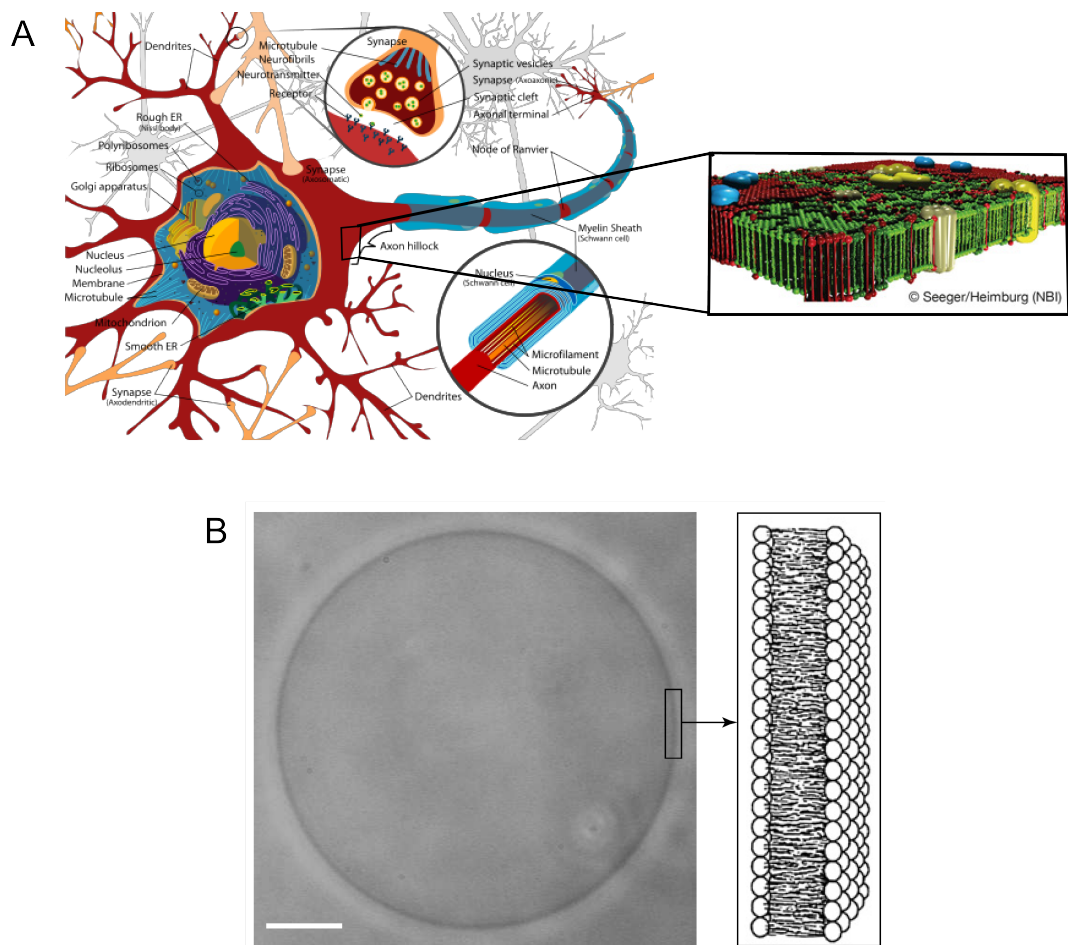 A
Dendrites
Microtubule
Neurofibrils
Neurotransmitter
Receptor
Synapse
Synaptic vesicles
Synapse (Axoaxonic)
Synaptic cleft
Axonal terminal
Rough ER
(Nissl body)
Polyribosomes
Ribosomes
Golgi apparatus
Synapse
(Axosomatic)
Node of Ranvier
Myelin Sheath
(Schwann cell)
Axon hillock
Nucleus
Nucleolus
Membrane
Microtubule
Mitochondrion
Smooth ER
Synapse
(Axodendritic)
Dendrites
Nucleus
(Schwann cell)
Microfilament
Microtubule
Axon
© Seeger/Heimburg (NBI)
B